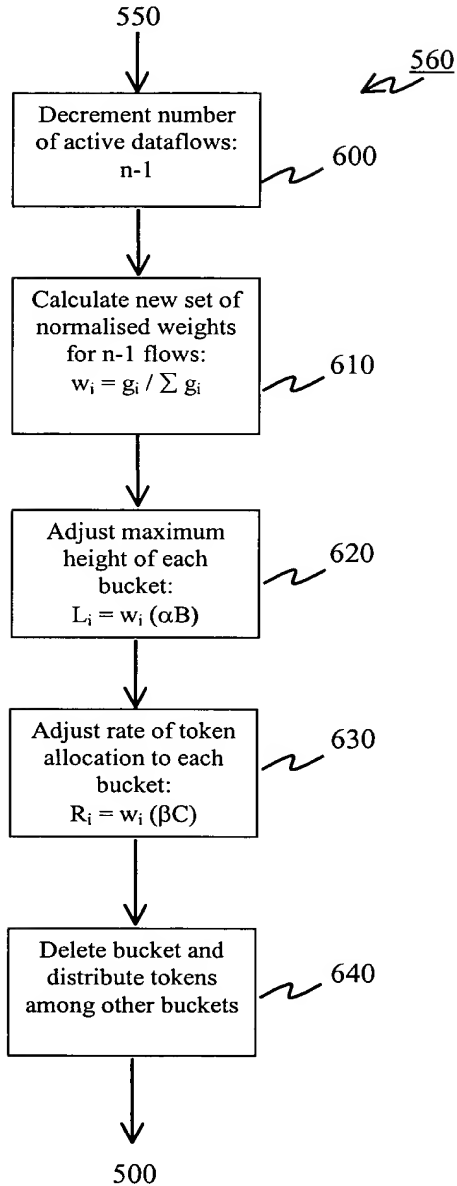 550
560
Decrement number
of active dataflows:
n-1
600
Calculate new set of
normalised weights
for n-1 flows:
wᵢ = gᵢ / Σ gᵢ
610
Adjust maximum
height of each
bucket:
Lᵢ = wᵢ (αB)
620
Adjust rate of token
allocation to each
bucket:
Rᵢ = wᵢ (βC)
630
Delete bucket and
distribute tokens
among other buckets
640
500